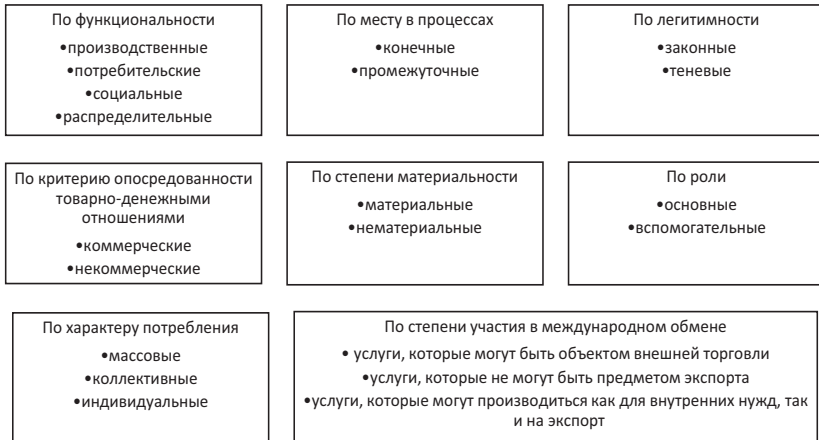 По функциональности
•производственные
•потребительские
•социальные
•распределительные
По месту в процессах
•конечные
•промежуточные
По легитимности
•законные
•теневые
По критерию опосредованности
товарно-денежными
отношениями
•коммерческие
•некоммерческие
По степени материальности
•материальные
•нематериальные
По роли
•основные
•вспомогательные
По характеру потребления
•массовые
•коллективные
•индивидуальные
По степени участия в международном обмене
• услуги, которые могут быть объектом внешней торговли
•услуги, которые не могут быть предметом экспорта
•услуги, которые могут производиться как для внутренних нужд, так
и на экспорт